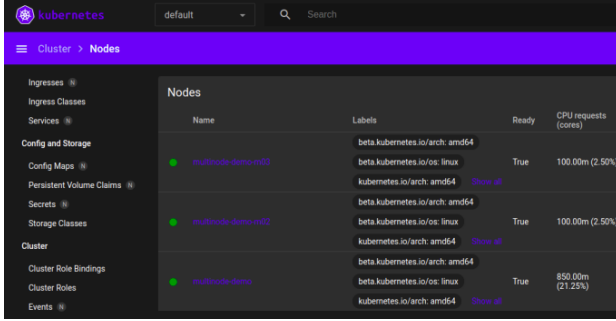 kubernetes
default
Search
Cluster > Nodes
Ingresses N
Ingress Classes
Services N
Config and Storage
Config Maps N
Persistent Volume Claims N
Secrets N
Storage Classes
Cluster
Cluster Role Bindings
Cluster Roles
Events N
Nodes
Name Labels Ready CPU requests
(cores)
beta.kubernetes.io/arch: amd64
beta.kubernetes.io/os: linux True 100.00m (2.50%)
kubernetes.io/arch: amd64 Show all
beta.kubernetes.io/arch: amd64
beta.kubernetes.io/os: linux True 100.00m (2.50%)
kubernetes.io/arch: amd64 Show all
beta.kubernetes.io/arch: amd64
beta.kubernetes.io/os: linux True 850.00m
(21.25%)
kubernetes.io/arch: amd64 Show all